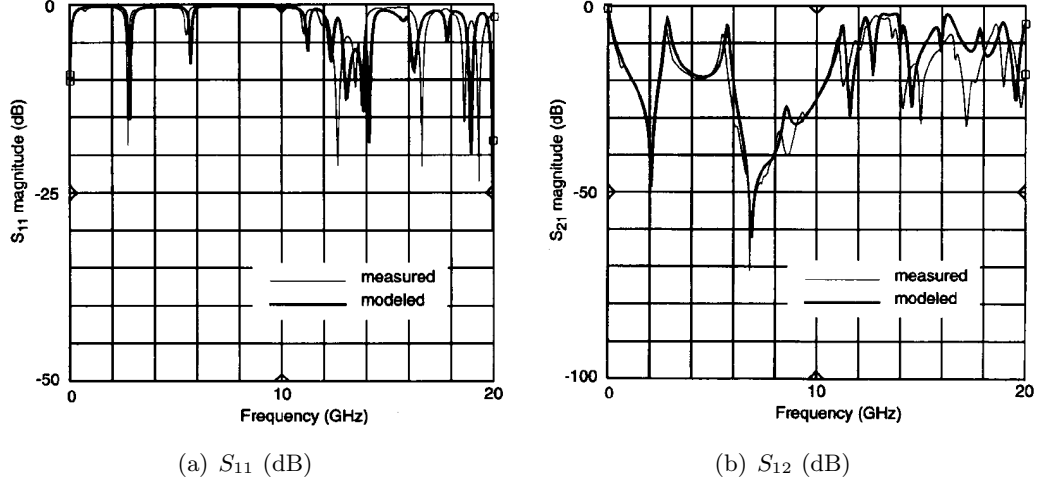 0
-25
-50
S11 magnitude (dB)
measured
modeled
0
10
20
Frequency (GHz)
(a) S11 (dB)
0
-50
-100
S21 magnitude (dB)
measured
modeled
0
10
20
Frequency (GHz)
(b) S12 (dB)